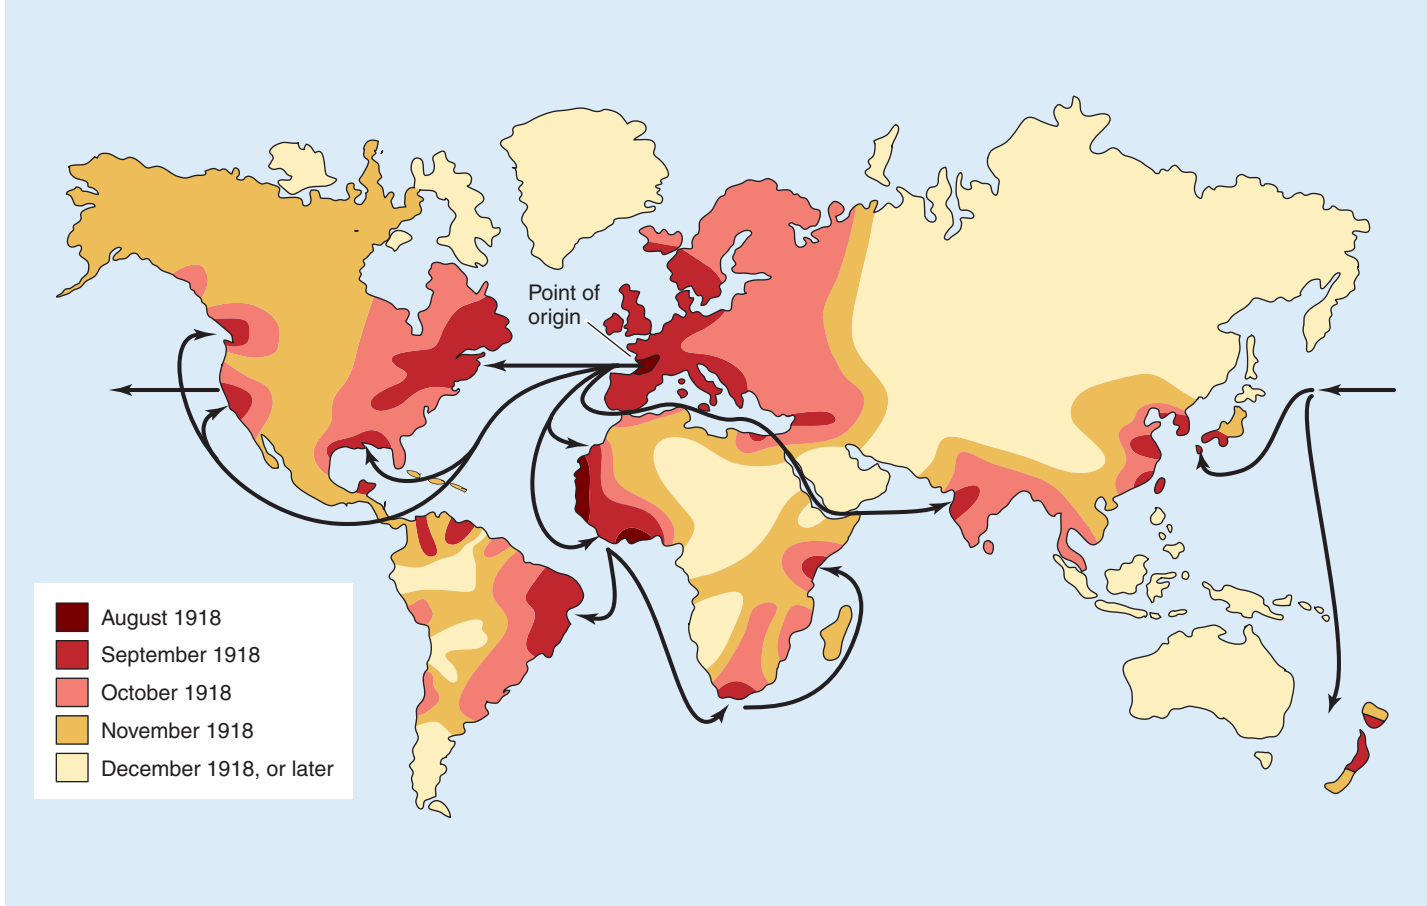 Point of
origin
August 1918
September 1918
October 1918
November 1918
December 1918, or later